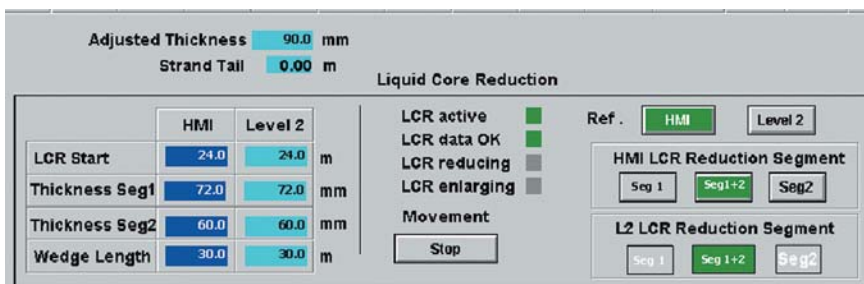 Adjusted Thickness 90.0 mm
Strand Tail 0.00 m
Liquid Core Reduction
HMI Level 2
LCR Start 24.0 24.0 m
Thickness Seg1 72.0 72.0 mm
Thickness Seg2 60.0 60.0 mm
Wedge Length 30.0 30.0 m
LCR active
LCR data OK
LCR reducing
LCR enlarging
Movement
Stop
Ref. HMI Level 2
HMI LCR Reduction Segment
Seg 1 Seg1+2 Seg2
L2 LCR Reduction Segment
Seg 1 Seg 1+2 Seg2